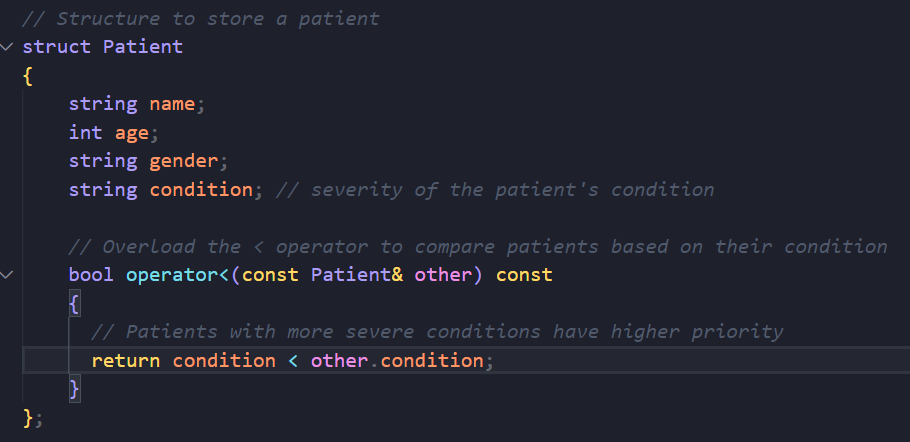 // Structure to store a patient
struct Patient
{
    string name;
    int age;
    string gender;
    string condition; // severity of the patient's condition
    // Overload the < operator to compare patients based on their condition
    bool operator<(const Patient& other) const
    {
      // Patients with more severe conditions have higher priority
      return condition < other.condition;
    }
};